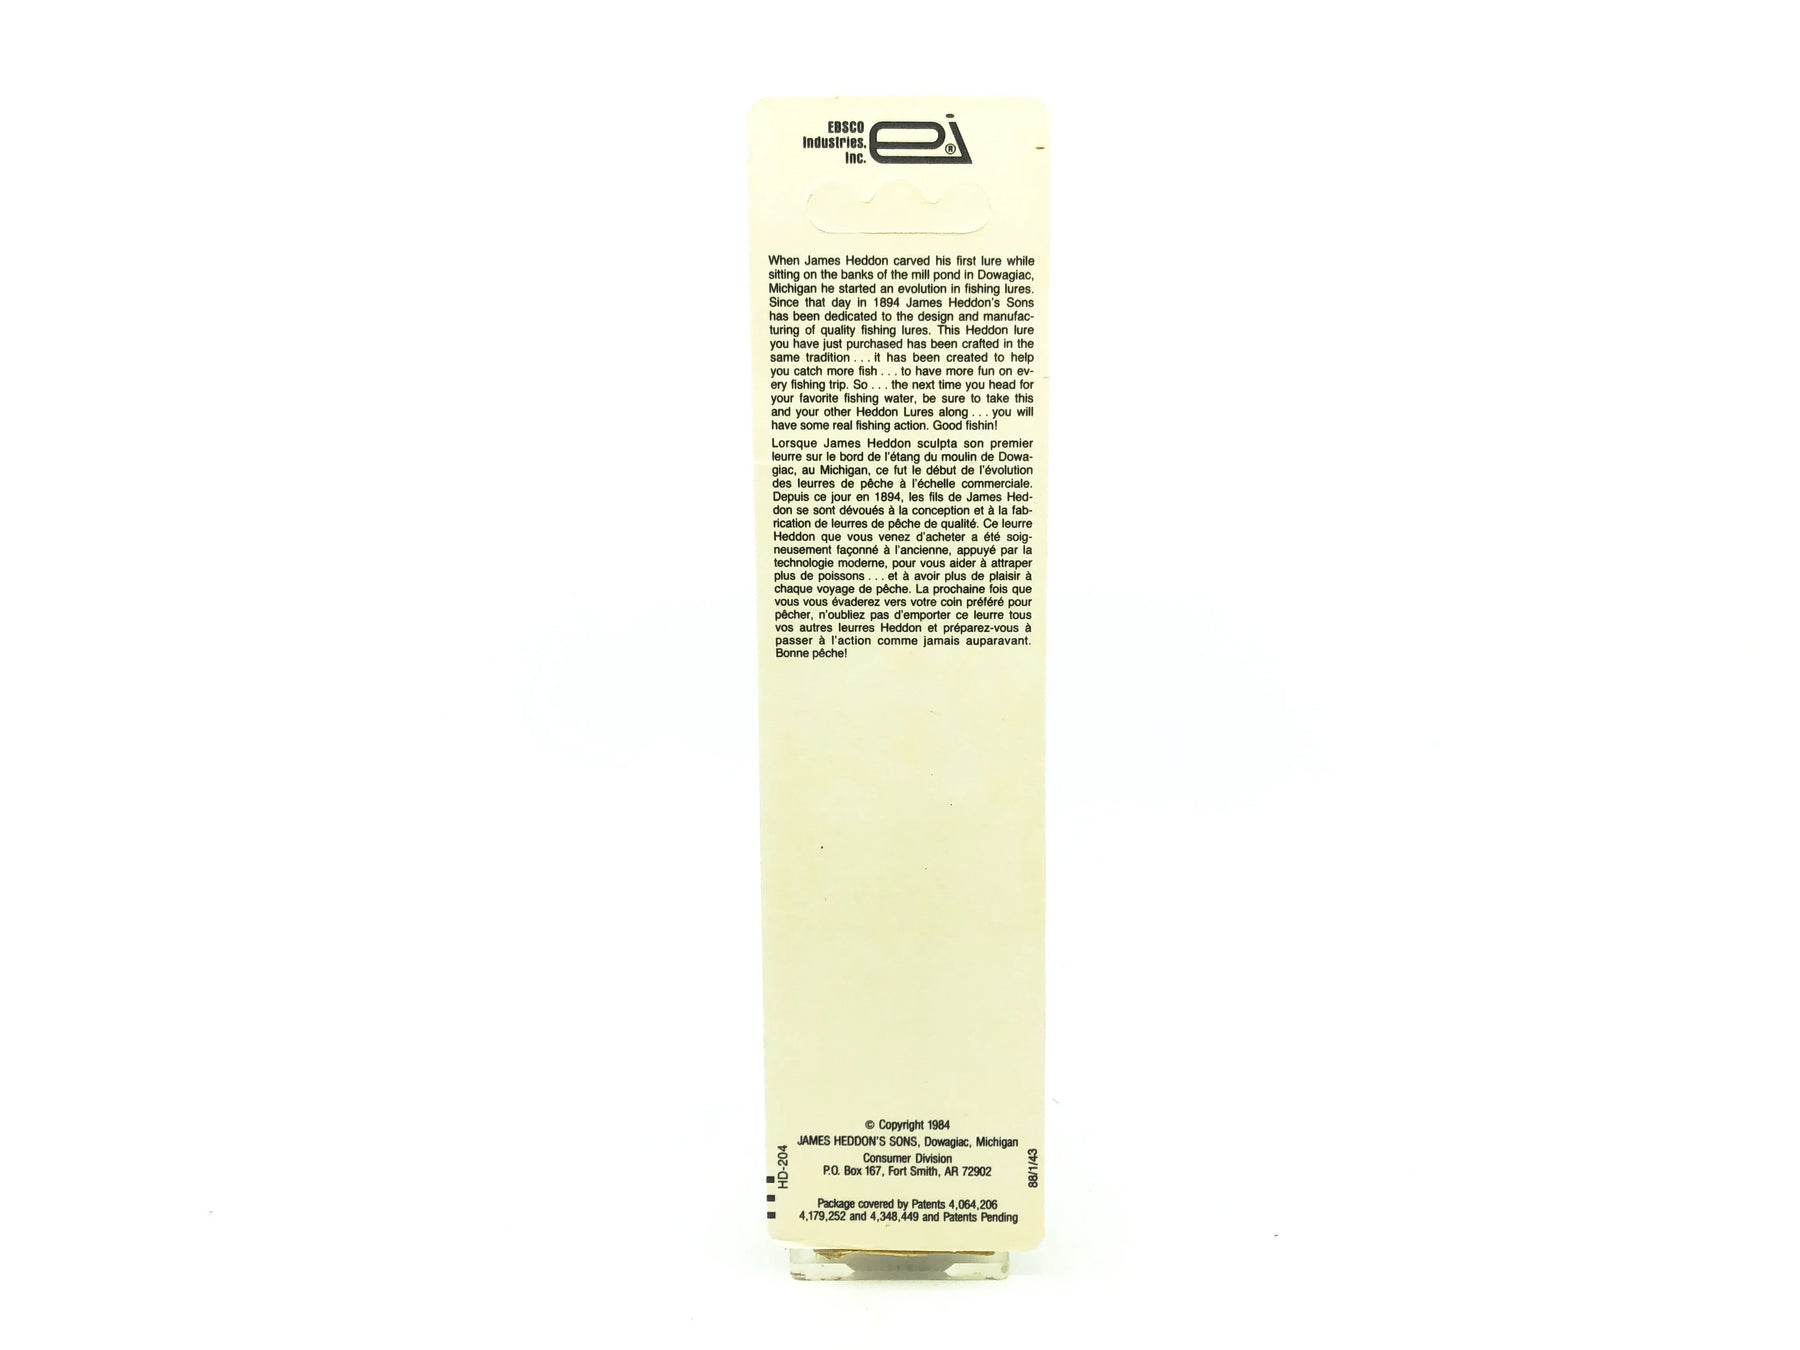 EBSCO
Industries,
Inc.
ei®
When James Heddon carved his first lure while
sitting on the banks of the mill pond in Dowagiac,
Michigan he started an evolution in fishing lures.
Since that day in 1894 James Heddon's Sons
has been dedicated to the design and manufac-
turing of quality fishing lures. This Heddon lure
you have just purchased has been crafted in the
same tradition . . . it has been created to help
you catch more fish . . . to have more fun on ev-
ery fishing trip. So . . . the next time you head for
your favorite fishing water, be sure to take this
and your other Heddon Lures along . . . you will
have some real fishing action. Good fishin!
Lorsque James Heddon sculpta son premier
leurre sur le bord de l'étang du moulin de Dowa-
giac, au Michigan, ce fut le début de l'évolution
des leurres de pêche à l'échelle commerciale.
Depuis ce jour en 1894, les fils de James Hed-
don se sont dévoués à la conception et à la fab-
rication de leurres de pêche de qualité. Ce leurre
Heddon que vous venez d'acheter a été soig-
neusement façonné à l'ancienne, appuyé par la
technologie moderne, pour vous aider à attraper
plus de poissons . . . et à avoir plus de plaisir à
chaque voyage de pêche. La prochaine fois que
vous vous évaderez vers votre coin préféré pour
pêcher, n'oubliez pas d'emporter ce leurre tous
vos autres leurres Heddon et préparez-vous à
passer à l'action comme jamais auparavant.
Bonne pêche!
© Copyright 1984
JAMES HEDDON'S SONS, Dowagiac, Michigan
Consumer Division
P.O. Box 167, Fort Smith, AR 72902
HD-204
88/1/43
Package covered by Patents 4,064,206
4,179,252 and 4,348,449 and Patents Pending